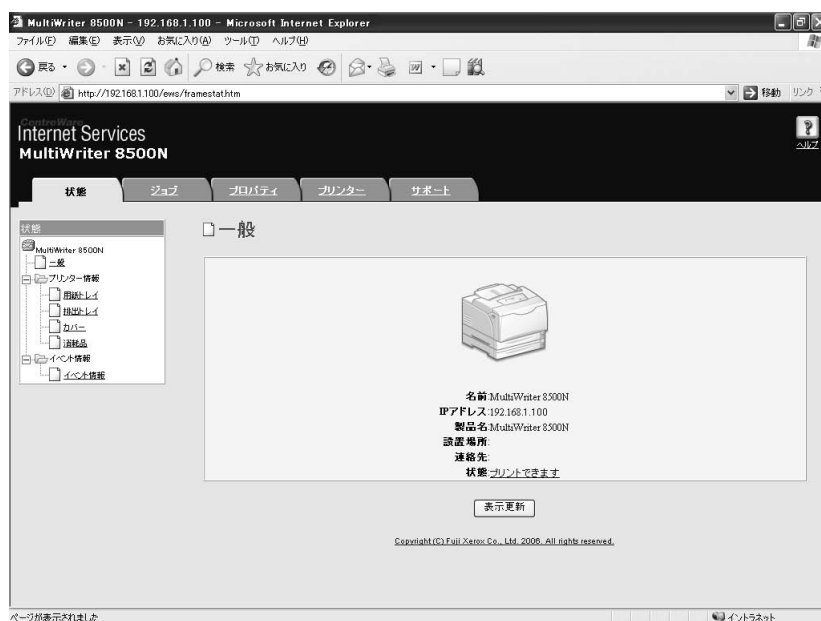 MultiWriter 8500N - 192.168.1.100 - Microsoft Internet Explorer
ファイル(F) 編集(E) 表示(V) お気に入り(A) ツール(T) ヘルプ(H)
戻る 検索 お気に入り
アドレス(D) http://192.168.1.100/ews/framestat.htm 移動 リンク
CentreWare
Internet Services
MultiWriter 8500N
ヘルプ
状態 ジョブ プロパティ プリンター サポート
状態
MultiWriter 8500N
一般
プリンター情報
用紙トレイ
排出トレイ
カバー
消耗品
イベント情報
イベント情報
一般
名前:MultiWriter 8500N
IPアドレス:192.168.1.100
製品名:MultiWriter 8500N
設置場所:
連絡先:
状態:プリントできます
表示更新
Copyright(C) Fuji Xerox Co., Ltd. 2006. All rights reserved.
ページが表示されました イントラネット